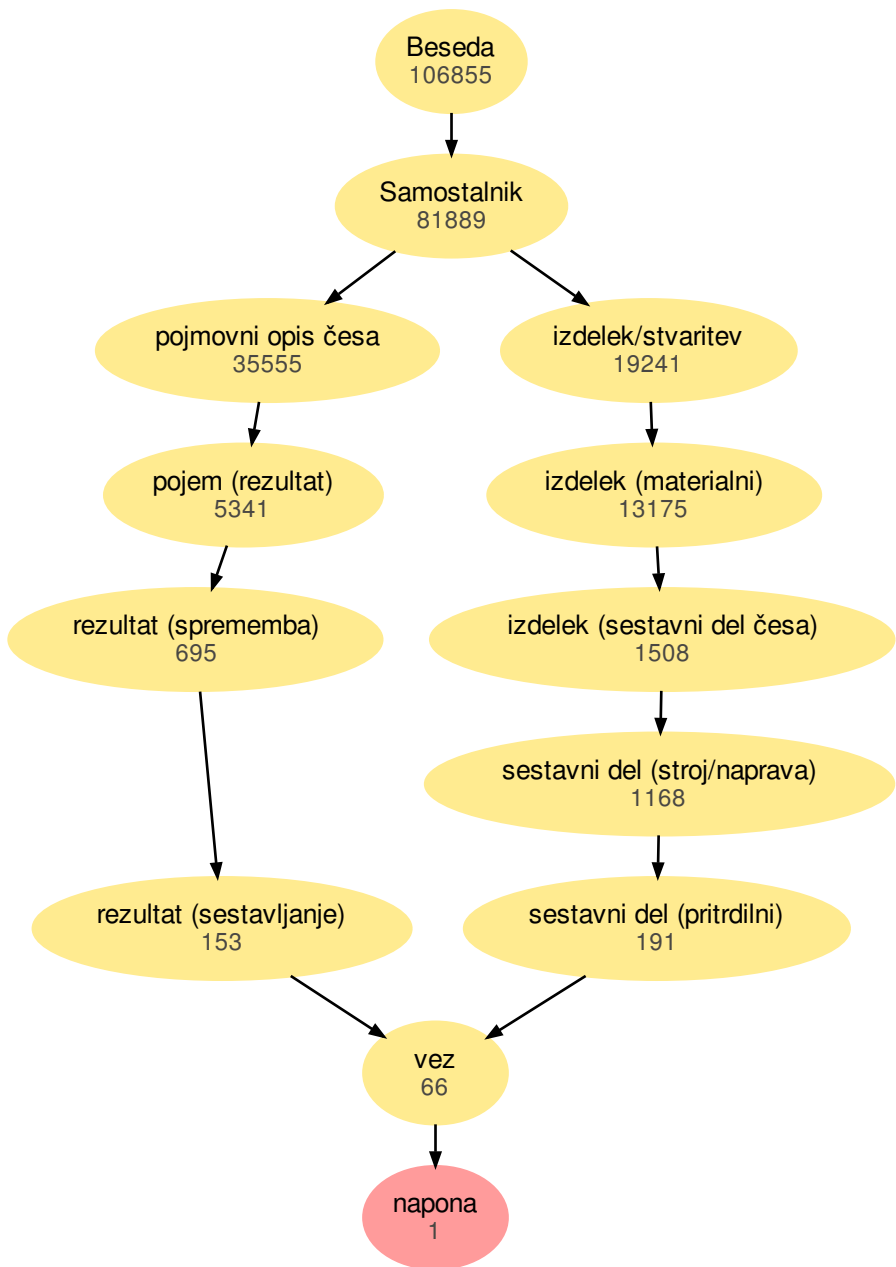 Beseda
106855
Samostalnik
81889
pojmovni opis česa
35555
izdelek/stvaritev
19241
pojem (rezultat)
5341
izdelek (materialni)
13175
rezultat (sprememba)
695
izdelek (sestavni del česa)
1508
sestavni del (stroj/naprava)
1168
rezultat (sestavljanje)
153
sestavni del (pritrdilni)
191
vez
66
napona
1